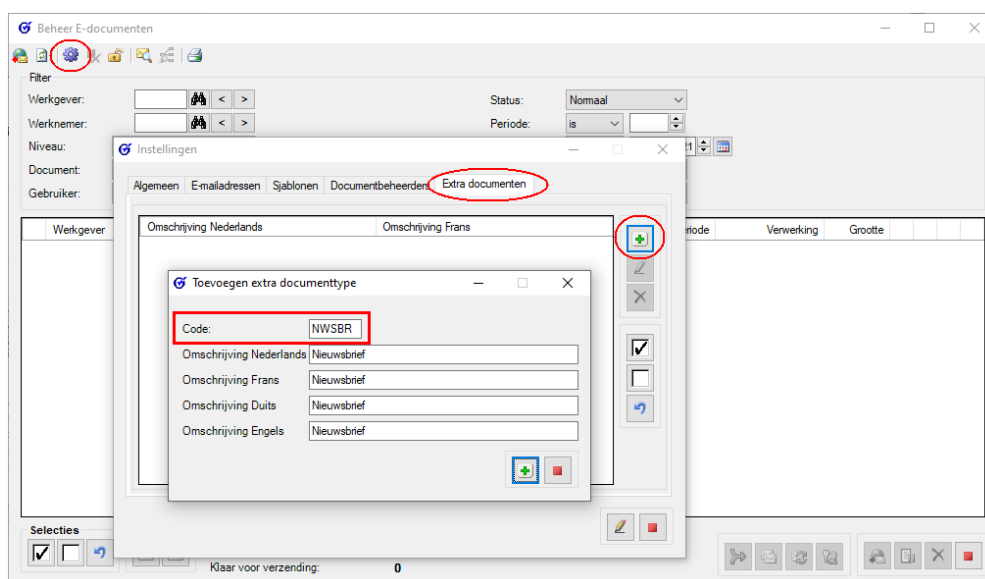 Beheer E-documenten
Filter
Werkgever: < > Status: Normaal
Werknemer: < > Periode: is
Niveau:
Document:
Gebruiker:
Instellingen
Algemeen E-mailadressen Sjablonen Documentbeheerders Extra documenten
Werkgever Verwerking Grootte
Omschrijving Nederlands Omschrijving Frans
Toevoegen extra documenttype
Code: NWSBR
Omschrijving Nederlands Nieuwsbrief
Omschrijving Frans Nieuwsbrief
Omschrijving Duits Nieuwsbrief
Omschrijving Engels Nieuwsbrief
Selecties
Klaar voor verzending: 0